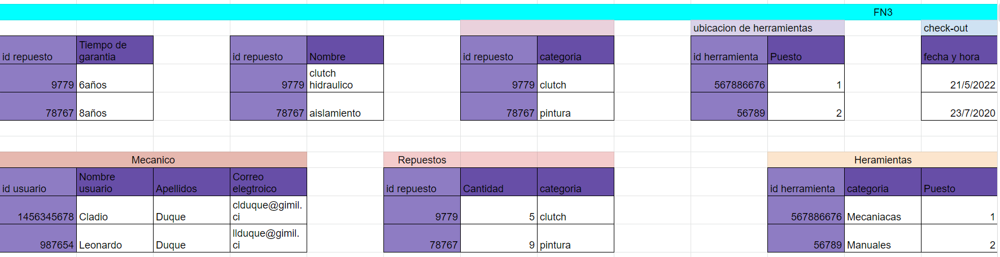 FN3
ubicacion de herramientas check-out
id repuesto Tiempo de garantia id repuesto Nombre id repuesto categoria id herramienta Puesto fecha y hora
9779 6años 9779 clutch hidraulico 9779 clutch 567886676 1 21/5/2022
78767 8años 78767 aislamiento 78767 pintura 56789 2 23/7/2020
Mecanico Repuestos Heramientas
id usuario Nombre usuario Apellidos Correo elegtroico id repuesto Cantidad categoria id herramienta categoria Puesto
1456345678 Cladio Duque clduque@gimil.ci 9779 5 clutch 567886676 Mecaniacas 1
987654 Leonardo Duque llduque@gimil.ci 78767 9 pintura 56789 Manuales 2